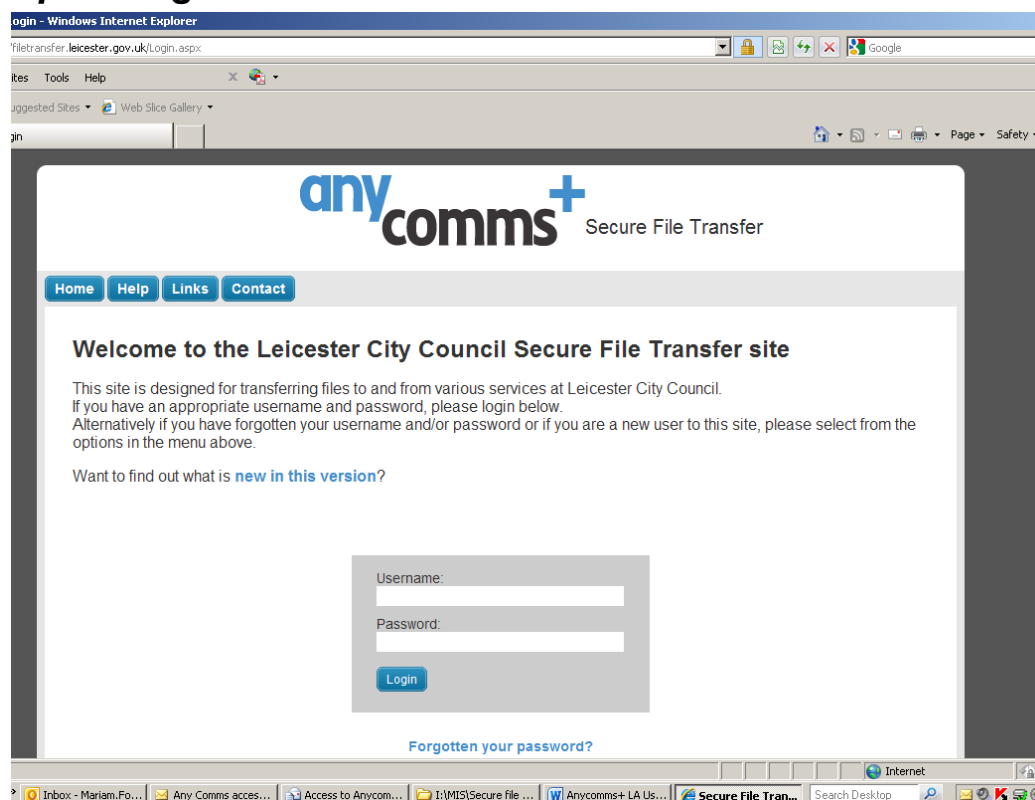 Login - Windows Internet Explorer
filetransfer.leicester.gov.uk/Login.aspx
Google
Tools Help
Suggested Sites Web Slice Gallery
Page Safety
anycomms+ Secure File Transfer
Home Help Links Contact
Welcome to the Leicester City Council Secure File Transfer site
This site is designed for transferring files to and from various services at Leicester City Council.
If you have an appropriate username and password, please login below.
Alternatively if you have forgotten your username and/or password or if you are a new user to this site, please select from the
options in the menu above.
Want to find out what is new in this version?
Username:
Password:
Login
Forgotten your password?
Internet
Inbox - Mariam.Fo... Any Comms acces... Access to Anycom... I:\MIS\Secure file ... Anycomms+ LA Us... Secure File Tran... Search Desktop